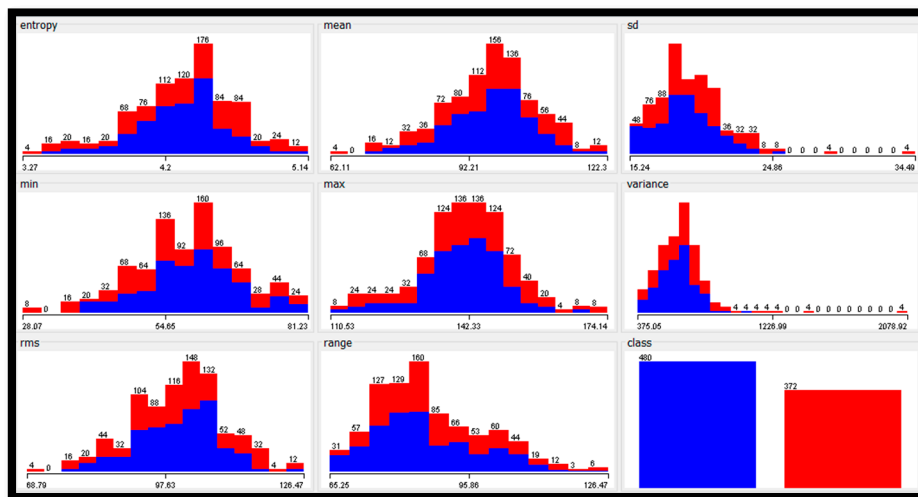 entropy
4 16 20 16 20 68 76 112 120 176 84 84 20 24 12
3.27 4.2 5.14
mean
4 0 16 12 32 36 72 80 112 156 136 76 56 44 8 12
62.11 92.21 122.3
sd
48 76 88 36 32 32 8 8 0 0 0 4 0 0 0 0 4
15.24 24.86 34.49
min
8 0 16 20 32 68 64 136 92 160 96 64 28 44 24
28.07 54.65 81.23
max
8 24 24 24 32 68 124 136 136 124 72 40 20 4 8 8
110.53 142.33 174.14
variance
4 4 4 4 4 0 0 4 0 0 0 0 0 0 0 0 4
375.05 1226.99 2078.92
rms
4 0 16 20 44 32 104 88 116 148 132 52 48 32 4 12
68.79 97.63 126.47
range
31 57 127 129 160 85 66 53 60 44 19 12 3 6
65.25 95.86 126.47
class
480 372